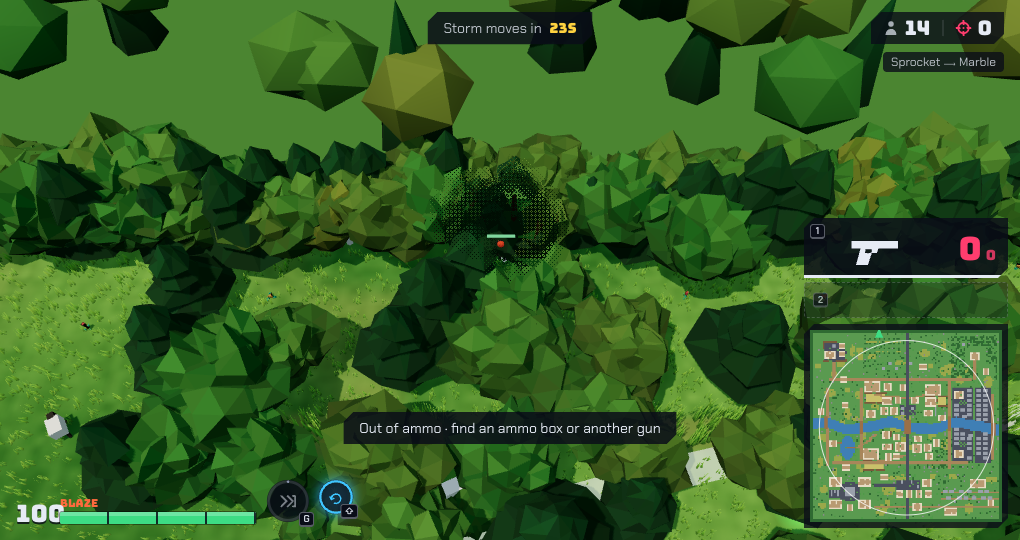 Storm moves in 23S
14 0
Sprocket — Marble
1
0 0
2
Out of ammo · find an ammo box or another gun
BLAZE
100
G